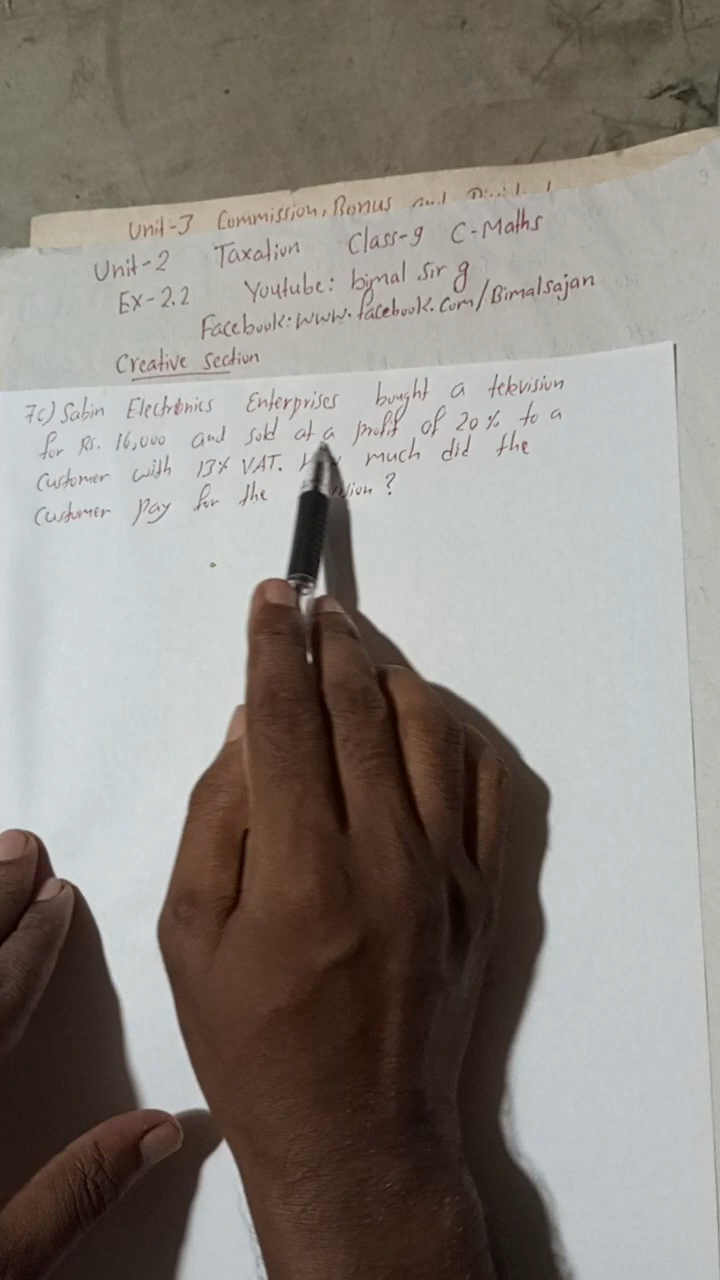 Unit-3 Commission, Bonus and
Unit-2 Taxation Class-9 C-Maths
Ex-2.2 Youtube: bimal sir g
Facebook: www.facebook.com/Bimalsajan
Creative section
7c) Sabin Electronics Enterprises bought a television
for Rs. 16,000 and sold at a profit of 20% to a
customer with 13% VAT. much did the
customer pay for the ?